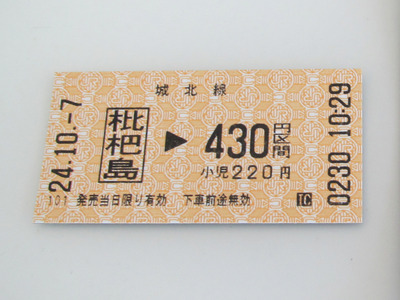 城北線
枇杷島 ▶ 430円区間
小児220円
101 発売当日限り有効 下車前途無効 10
24.10.-7
0230 10:29